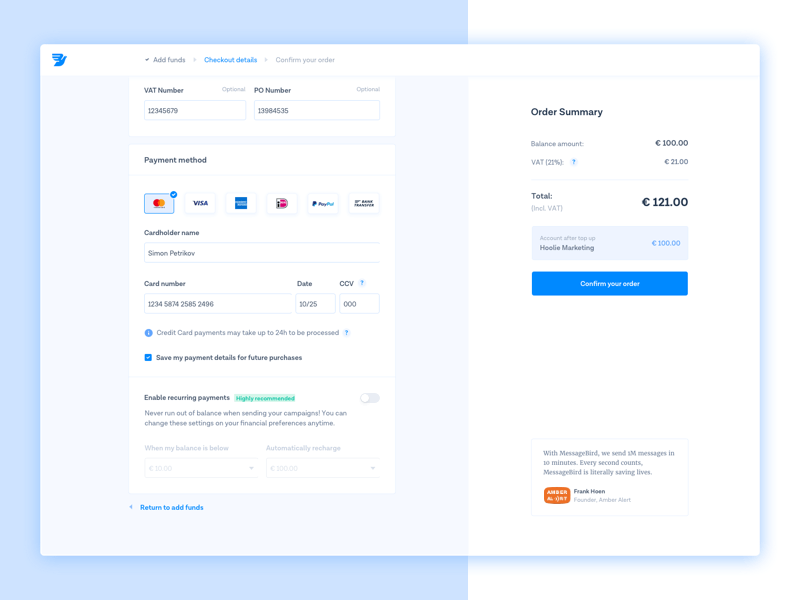 Add funds
Checkout details
Confirm your order
VAT Number
Optional
PO Number
Optional
12345679
13984535
Payment method
VISA
PayPal
BANK TRANSFER
Cardholder name
Simon Petrikov
Card number
Date
CCV ?
1234 5874 2585 2496
10/25
000
Credit Card payments may take up to 24h to be processed ?
Save my payment details for future purchases
Enable recurring payments
Highly recommended
Never run out of balance when sending your campaigns! You can
change these settings on your financial preferences anytime.
When my balance is below
Automatically recharge
€ 100.00
Return to add funds
Order Summary
Balance amount:
€ 100.00
VAT (21%): ?
€ 21.00
Total:
(incl. VAT)
€ 121.00
Account after top up
Hoolie Marketing
€ 100.00
Confirm your order
With MessageBird, we send 1M messages in
10 minutes. Every second counts,
MessageBird is literally saving lives.
AMBER
AL RT
Frank Hoen
Founder, Amber Alert